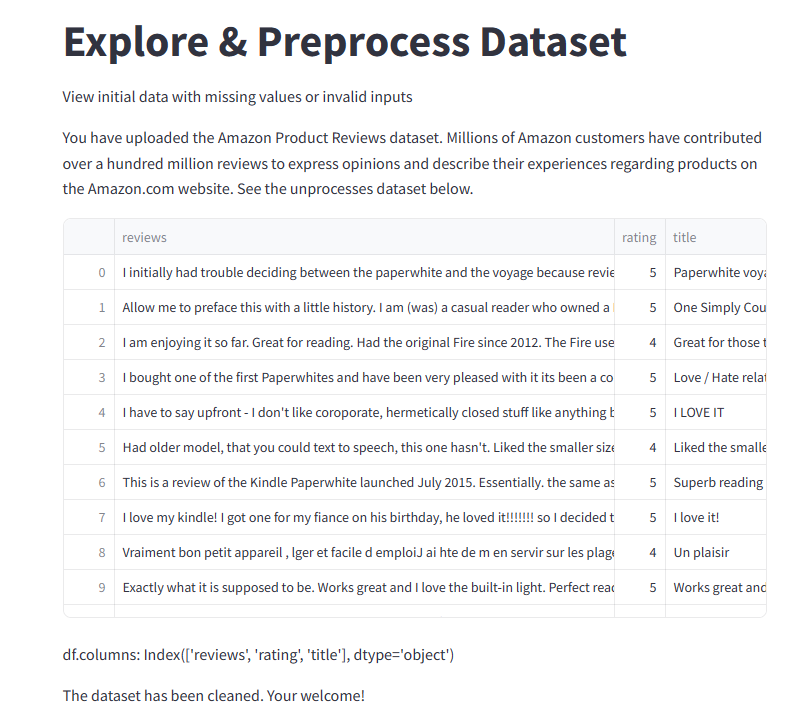 Explore & Preprocess Dataset
View initial data with missing values or invalid inputs
You have uploaded the Amazon Product Reviews dataset. Millions of Amazon customers have contributed
over a hundred million reviews to express opinions and describe their experiences regarding products on
the Amazon.com website. See the unprocesses dataset below.
reviews rating title
0 I initially had trouble deciding between the paperwhite and the voyage because 5 Paperwhite
1 Allow me to preface this with a little history. I am (was) a casual reader who owned a 5 One Simply
2 I am enjoying it so far. Great for reading. Had the original Fire since 2012. The Fire 4 Great for those
3 I bought one of the first Paperwhites and have been very pleased with it its been a 5 Love / Hate
4 I have to say upfront - I don't like coroporate, hermetically closed stuff like anything 5 I LOVE IT
5 Had older model, that you could text to speech, this one hasn't. Liked the smaller 4 Liked the
6 This is a review of the Kindle Paperwhite launched July 2015. Essentially. the same as 5 Superb reading
7 I love my kindle! I got one for my fiance on his birthday, he loved it!!!!!!! so I decided 5 I love it!
8 Vraiment bon petit appareil , lger et facile d emploiJ ai hte de m en servir sur les 4 Un plaisir
9 Exactly what it is supposed to be. Works great and I love the built-in light. Perfect 5 Works great and
df.columns: Index(['reviews', 'rating', 'title'], dtype='object')
The dataset has been cleaned. Your welcome!